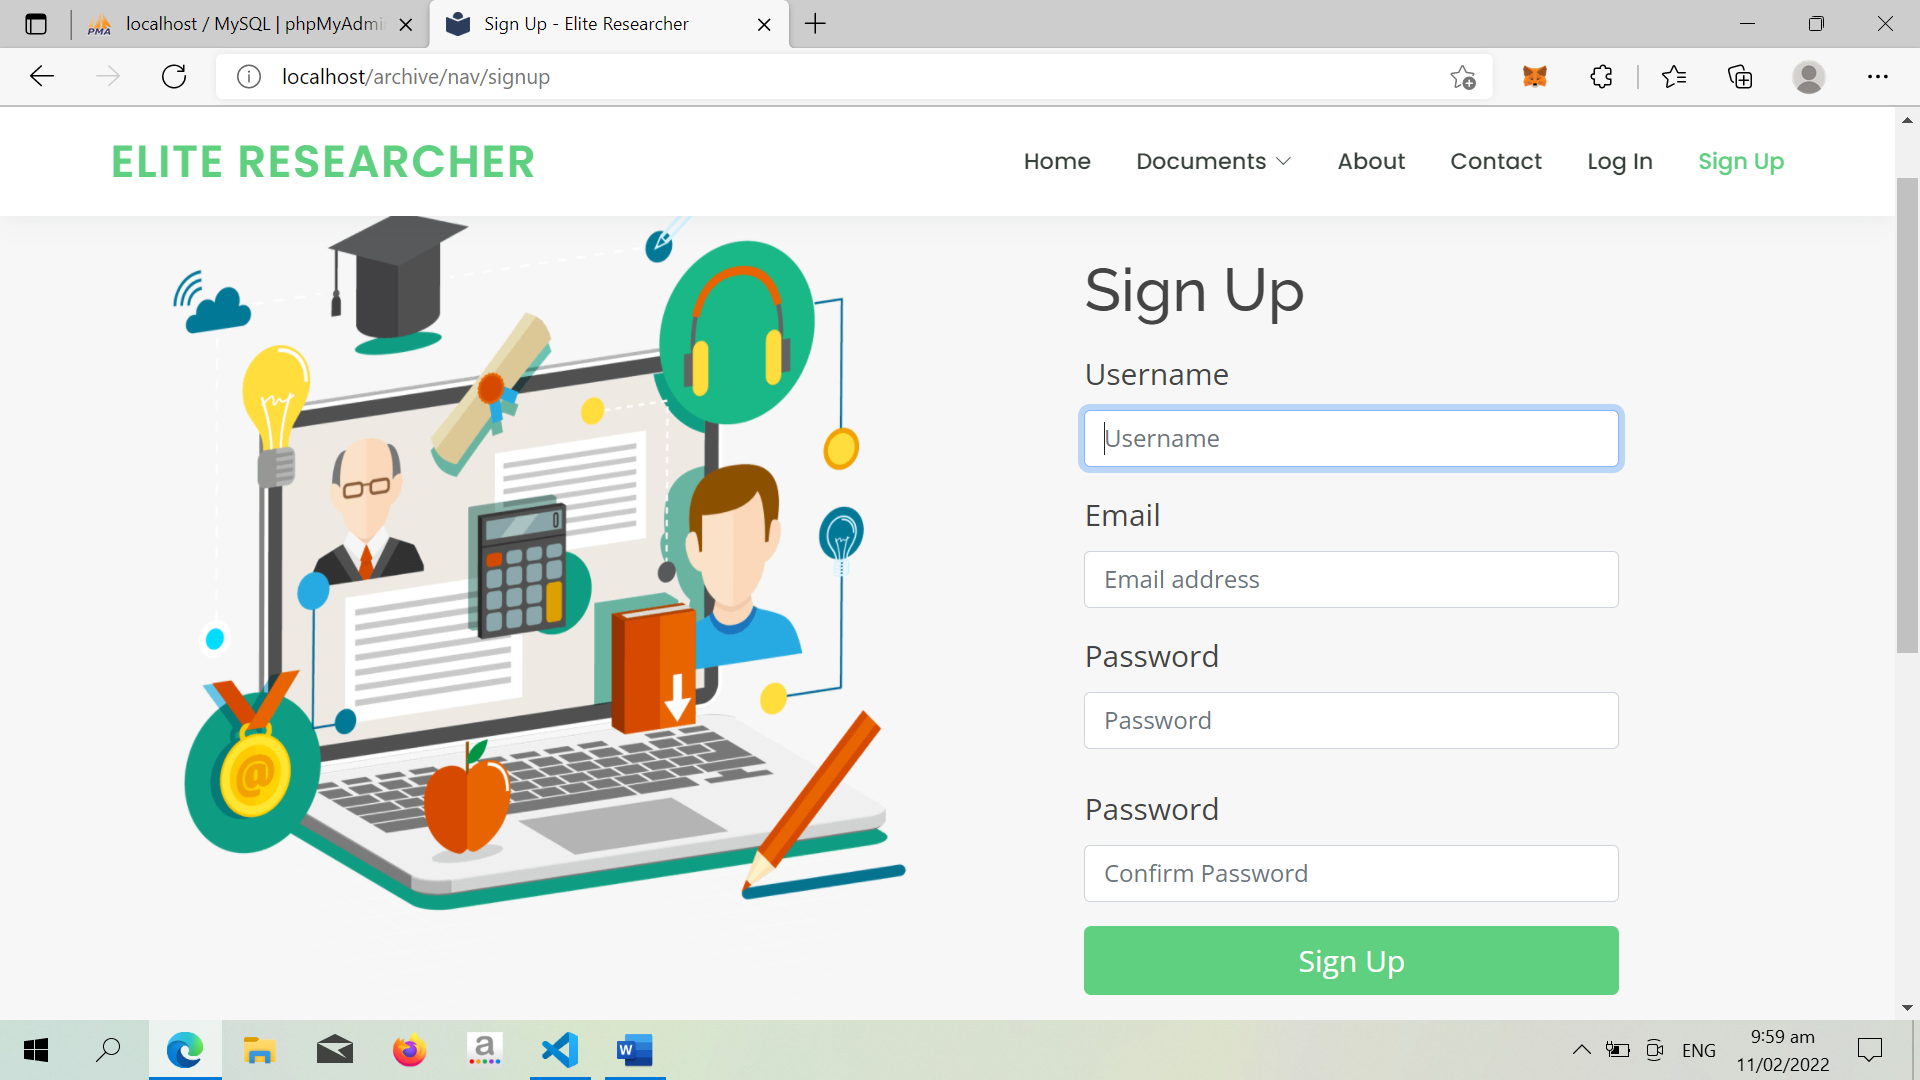 localhost / MySQL | phpMyAdmi
Sign Up - Elite Researcher
localhost/archive/nav/signup
ELITE RESEARCHER
Home Documents About Contact Log In Sign Up
Sign Up
Username
Username
Email
Email address
Password
Password
Password
Confirm Password
Sign Up
PMA
0
@
a
W
ENG
9:59 am
11/02/2022